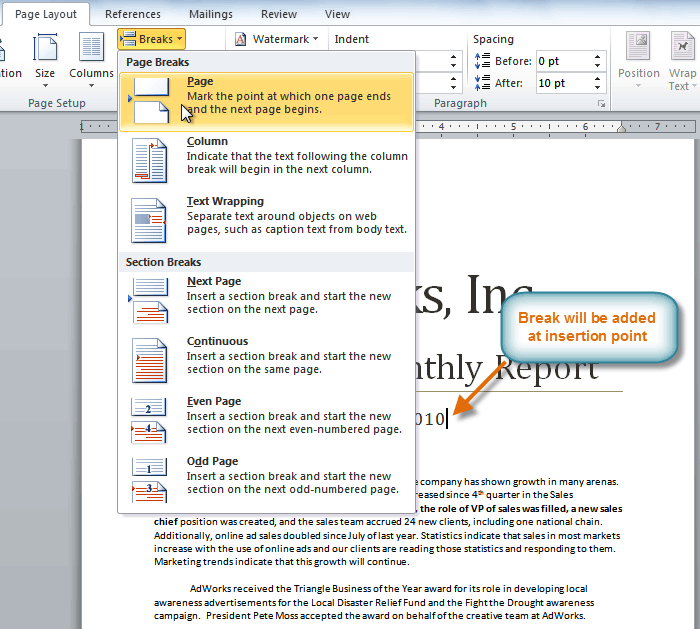 Page Layout References Mailings Review View
Breaks Watermark Indent Spacing
Size Columns Before: 0 pt Position Wrap
After: 10 pt Text
Page Setup Paragraph
Page Breaks
Page
Mark the point at which one page ends
and the next page begins.
Column
Indicate that the text following the column
break will begin in the next column.
Text Wrapping
Separate text around objects on web
pages, such as caption text from body text.
Section Breaks
Next Page
Insert a section break and start the new
section on the next page.
Continuous
Insert a section break and start the new
section on the same page.
Even Page
Insert a section break and start the new
section on the next even-numbered page.
Odd Page
Insert a section break and start the new
section on the next odd-numbered page.
1 4 5 6 7
ks, Inc
Break will be added
at insertion point
nthly Report
010
e company has shown growth in many arenas.
reased since 4th quarter in the Sales
, the role of VP of sales was filled, a new sales
chief position was created, and the sales team accrued 24 new clients, including one national chain.
Additionally, online ad sales doubled since July of last year. Statistics indicate that sales in most markets
increase with the use of online ads and our clients are reading those statistics and responding to them.
Marketing trends indicate that this growth will continue.
AdWorks received the Triangle Business of the Year award for its role in developing local
awareness advertisements for the Local Disaster Relief Fund and the Fight the Drought awareness
campaign. President Pete Moss accepted the award on behalf of the creative team at AdWorks.